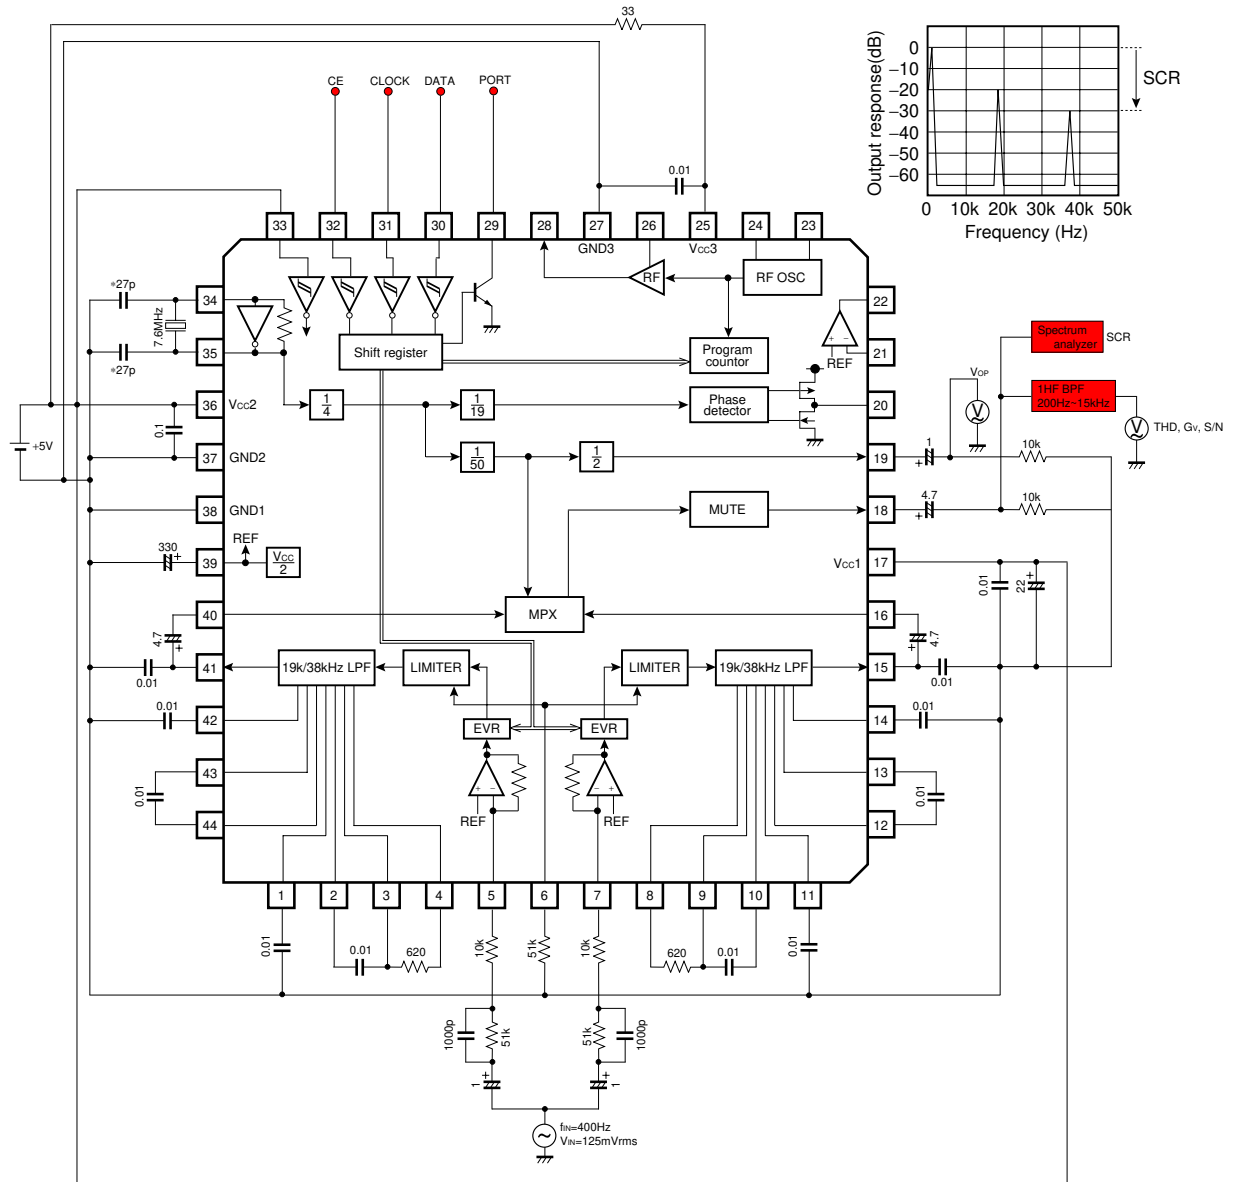 33
CE CLOCK DATA PORT
0.01
Output response(dB)
0
–10
–20
–30
–40
–50
–60
SCR
0 10k 20k 30k 40k 50k
Frequency (Hz)
33 32 31 30 29 28 27 26 25 24 23
GND3 Vcc3
RF
RF OSC
*27p
7.6MHz
*27p
34
35
36
37
38
39
40
41
42
43
44
Shift register
Program
countor
+ −
REF
22
21
20
19
18
17
16
15
14
13
12
Vcc2
0.1
+5V
GND2
GND1
1/4
1/19
Phase
detector
1/50
1/2
MUTE
REF
Vcc/2
330
+
Vcc1
MPX
Spectrum
analyzer
SCR
1HF BPF
200Hz~15kHz
VOP
V
V
THD, Gv, S/N
1
+
10k
4.7
+
10k
0.01
22
+
4.7
+
0.01
4.7
+
0.01
19k/38kHz LPF
LIMITER
LIMITER
19k/38kHz LPF
0.01
0.01
EVR
EVR
0.01
0.01
+ −
REF
− +
REF
1 2 3 4 5 6 7 8 9 10 11
0.01
0.01
620
10k
51k
10k
620
0.01
0.01
1000p
51k
51k
1000p
1
+
+
1
fIN=400Hz
VIN=125mVrms